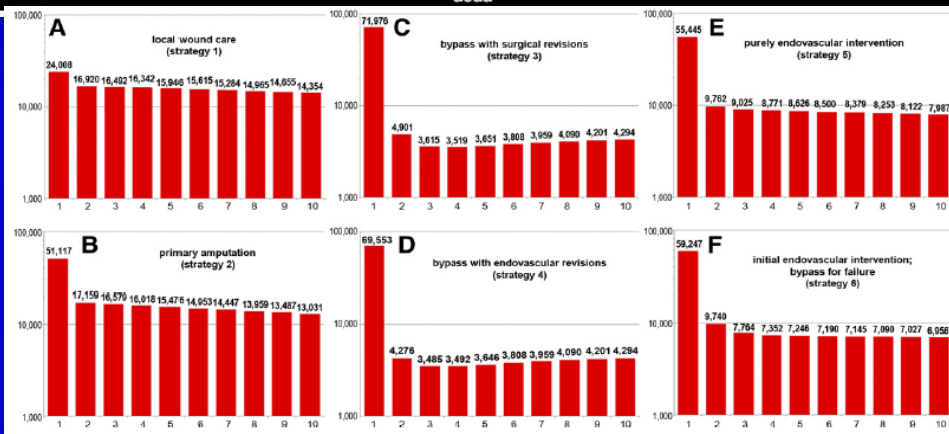 A
local wound care
(strategy 1)
100,000
10,000
1,000
24,008 16,920 16,492 16,342 15,946 15,615 15,284 14,965 14,655 14,354
1 2 3 4 5 6 7 8 9 10
C
bypass with surgical revisions
(strategy 3)
100,000
10,000
1,000
71,976 4,901 3,615 3,519 3,651 3,808 3,959 4,090 4,201 4,294
1 2 3 4 5 6 7 8 9 10
E
purely endovascular intervention
(strategy 5)
100,000
10,000
1,000
55,445 9,762 9,025 8,771 8,626 8,500 8,379 8,253 8,122 7,987
1 2 3 4 5 6 7 8 9 10
B
primary amputation
(strategy 2)
100,000
10,000
1,000
51,117 17,159 16,579 16,018 15,476 14,953 14,447 13,959 13,487 13,031
1 2 3 4 5 6 7 8 9 10
D
bypass with endovascular revisions
(strategy 4)
100,000
10,000
1,000
69,553 4,276 3,485 3,492 3,646 3,808 3,959 4,090 4,201 4,294
1 2 3 4 5 6 7 8 9 10
F
initial endovascular intervention;
bypass for failure
(strategy 6)
100,000
10,000
1,000
59,247 9,740 7,764 7,352 7,246 7,190 7,145 7,090 7,027 6,956
1 2 3 4 5 6 7 8 9 10